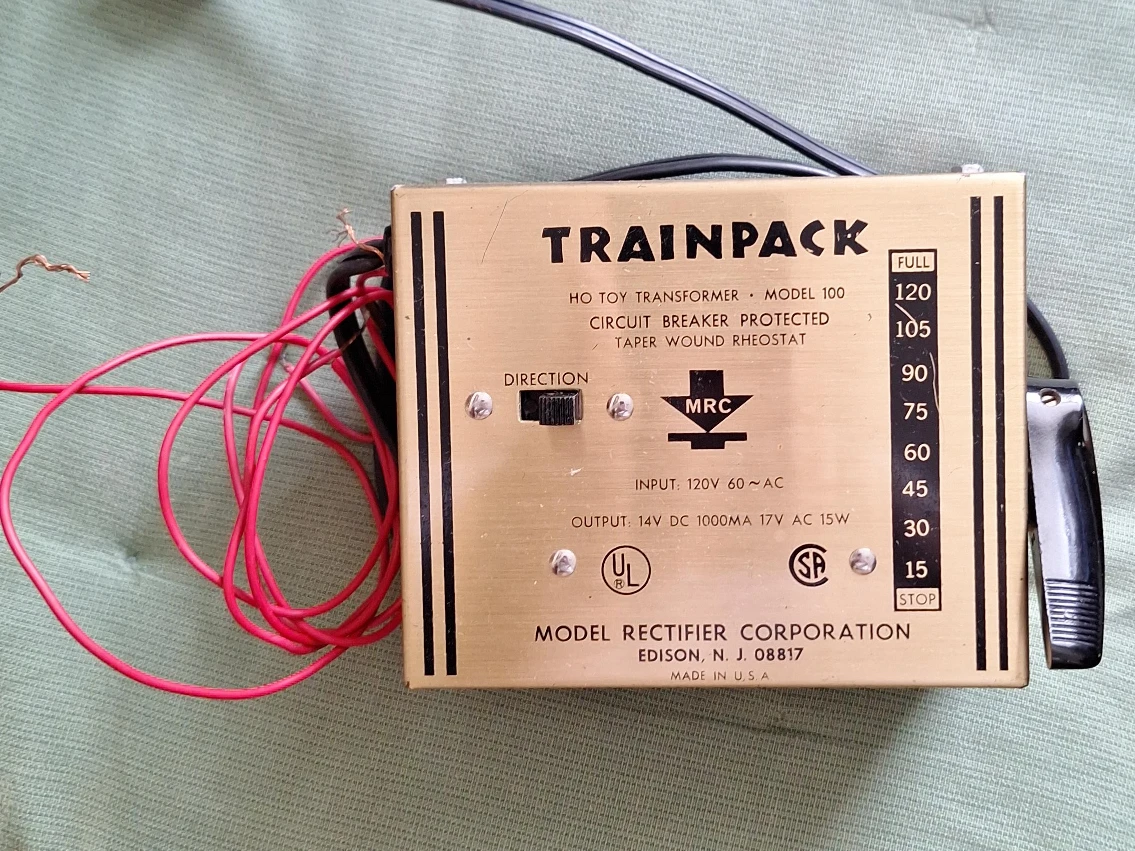 TRAINPACK
HO TOY TRANSFORMER • MODEL 100
CIRCUIT BREAKER PROTECTED
TAPER WOUND RHEOSTAT
DIRECTION
MRC
INPUT: 120V 60~AC
OUTPUT: 14V DC 1000MA 17V AC 15W
UL
R
SA
MODEL RECTIFIER CORPORATION
EDISON, N. J. 08817
MADE IN U.S.A
FULL
120
105
90
75
60
45
30
15
STOP